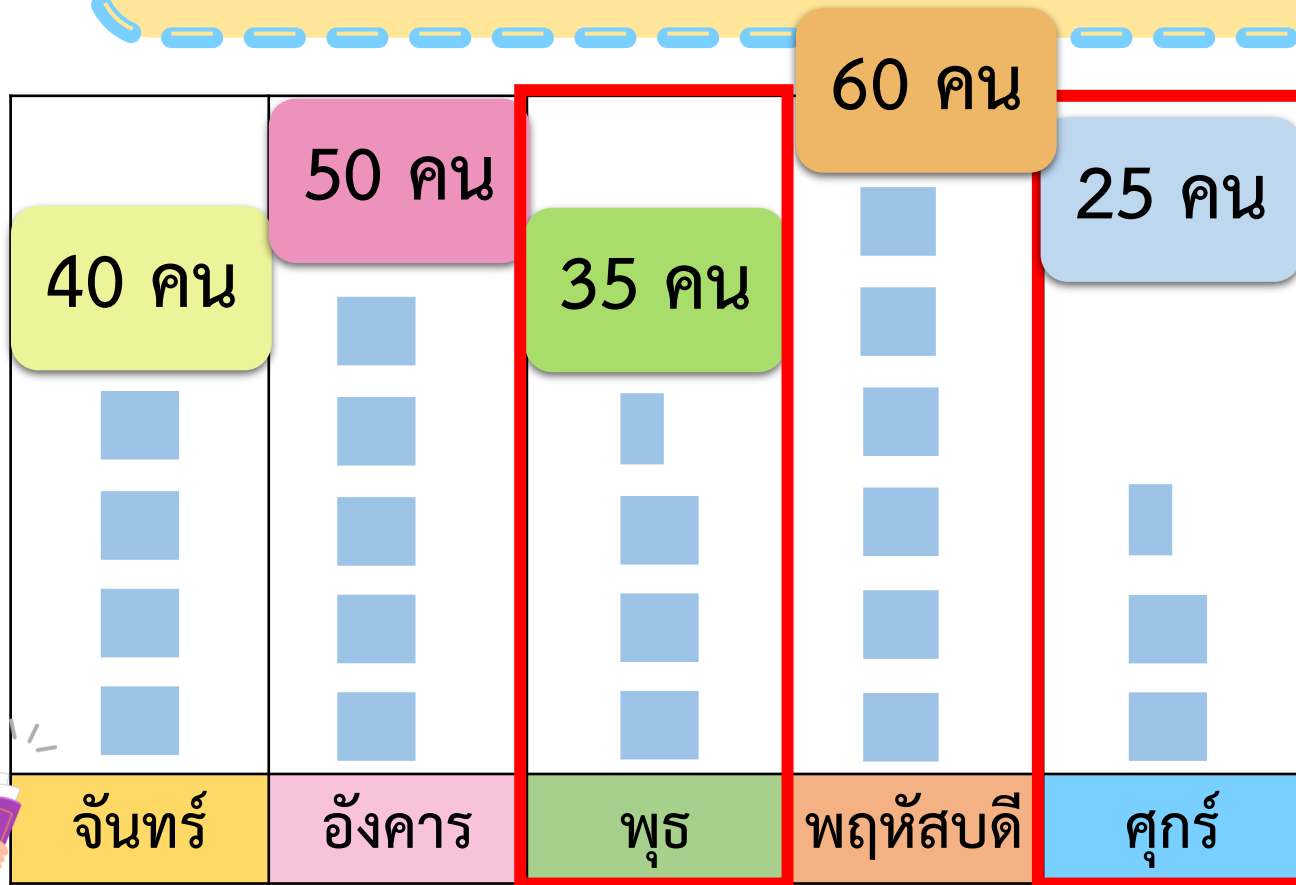 60 คน
50 คน
25 คน
40 คน
35 คน
จันทร์
อังคาร
พุธ
พฤหัสบดี
ศุกร์